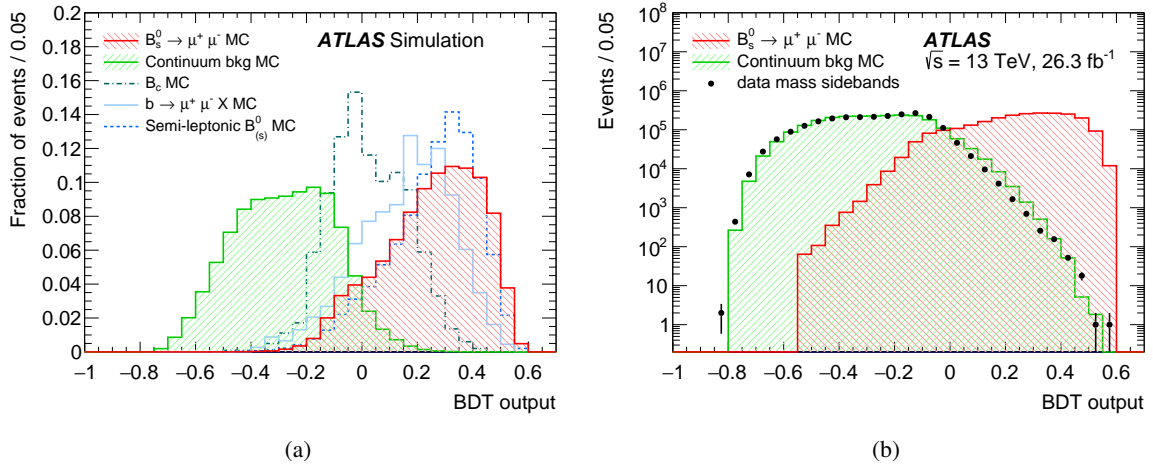 ATLAS Simulation
B⁰ₛ → μ⁺ μ⁻ MC
Continuum bkg MC
B_c MC
b → μ⁺ μ⁻ X MC
Semi-leptonic B⁰₍ₛ₎ MC
Fraction of events / 0.05
0.2
0.18
0.16
0.14
0.12
0.1
0.08
0.06
0.04
0.02
0
−1 −0.8 −0.6 −0.4 −0.2 0 0.2 0.4 0.6
BDT output
(a)
ATLAS
√s = 13 TeV, 26.3 fb⁻¹
B⁰ₛ → μ⁺ μ⁻ MC
Continuum bkg MC
data mass sidebands
Events / 0.05
10⁸
10⁷
10⁶
10⁵
10⁴
10³
10²
10
1
−1 −0.8 −0.6 −0.4 −0.2 0 0.2 0.4 0.6
BDT output
(b)